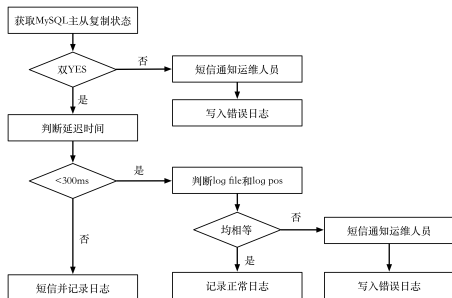 获取MySQL主从复制状态
双YES
否
短信通知运维人员
是
写入错误日志
判断延迟时间
<300ms
是
判断log file和log pos
否
均相等
否
短信通知运维人员
是
短信并记录日志
记录正常日志
写入错误日志